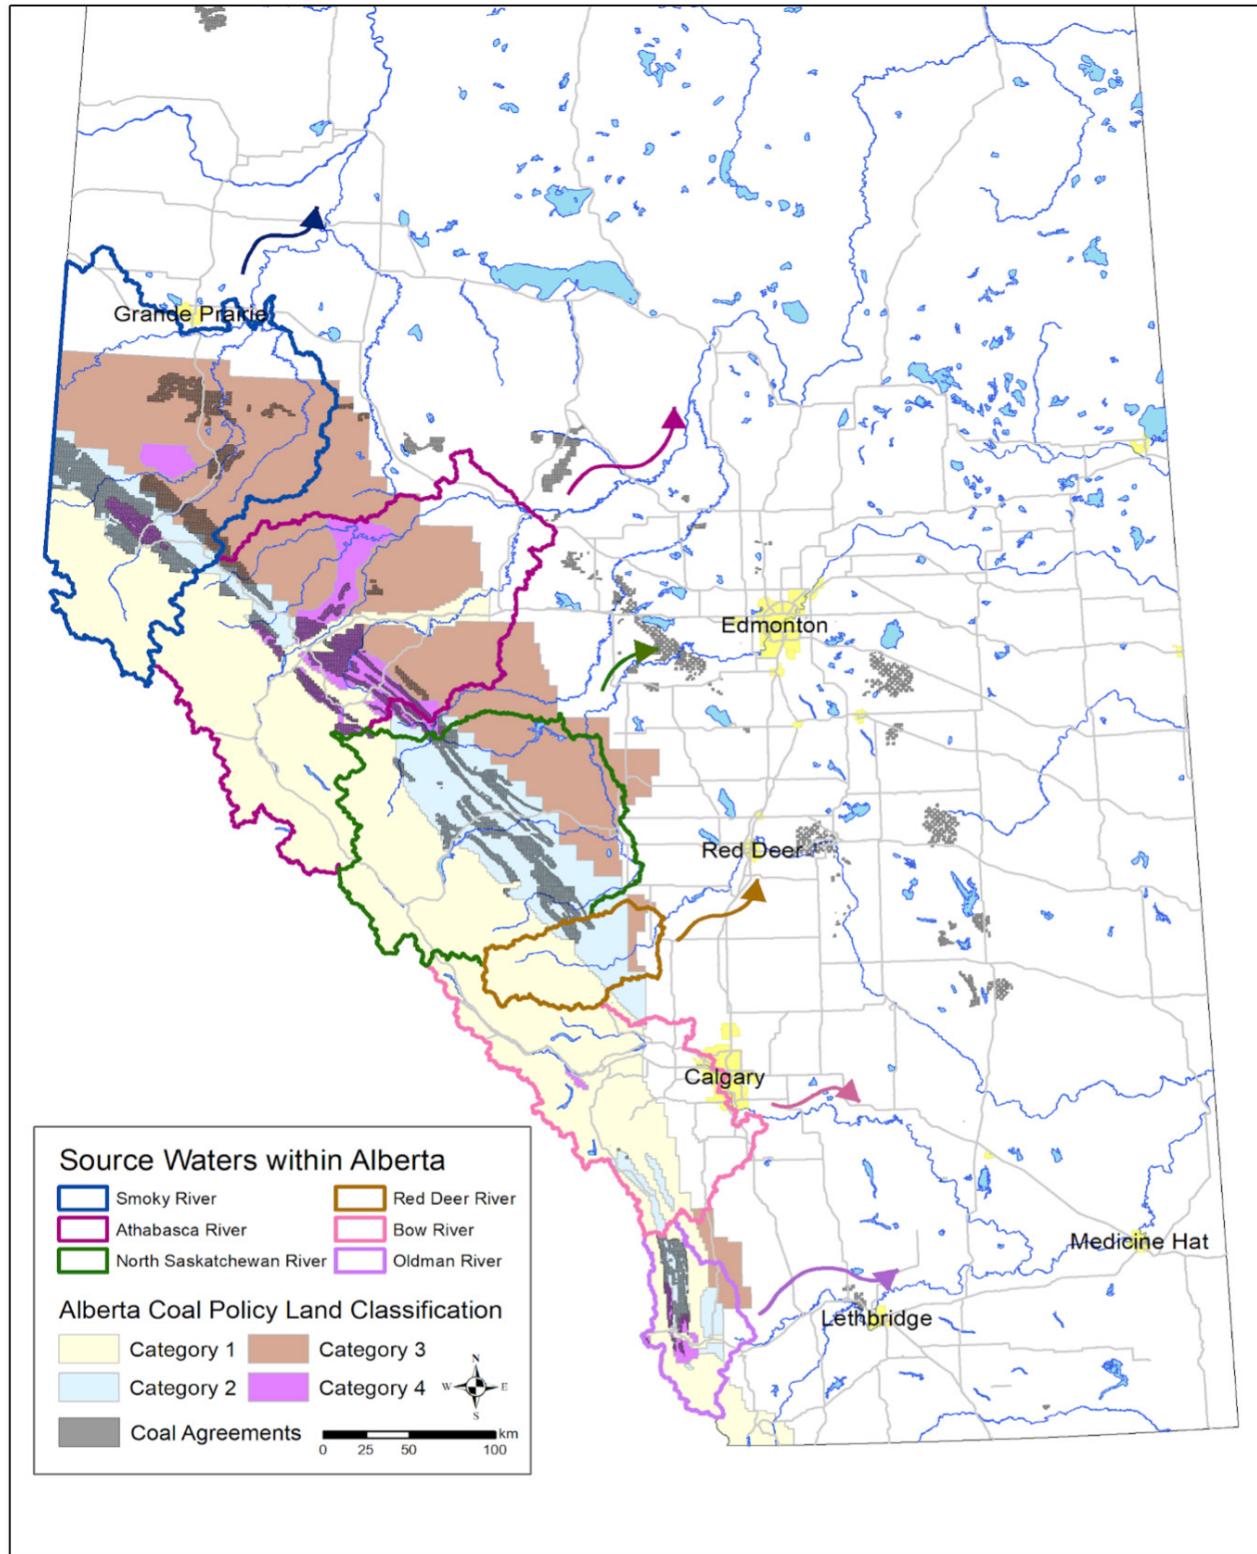 Grande Prairie
Edmonton
Red Deer
Calgary
Medicine Hat
Lethbridge
Source Waters within Alberta
Smoky River
Red Deer River
Athabasca River
Bow River
North Saskatchewan River
Oldman River
Alberta Coal Policy Land Classification
Category 1
Category 3
Category 2
Category 4
N
W
E
S
Coal Agreements
km
0 25 50 100